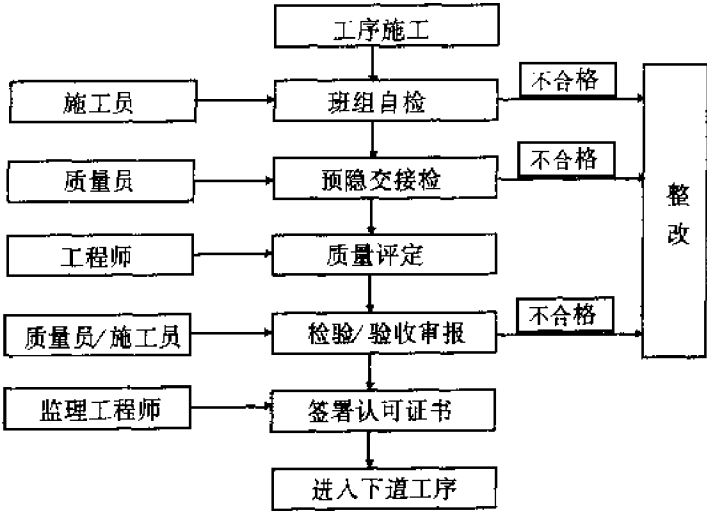 工序施工
施工员
班组自检
不合格
质量员
预隐交接检
不合格
整改
工程师
质量评定
质量员/施工员
检验/验收审报
不合格
监理工程师
签署认可证书
进入下道工序